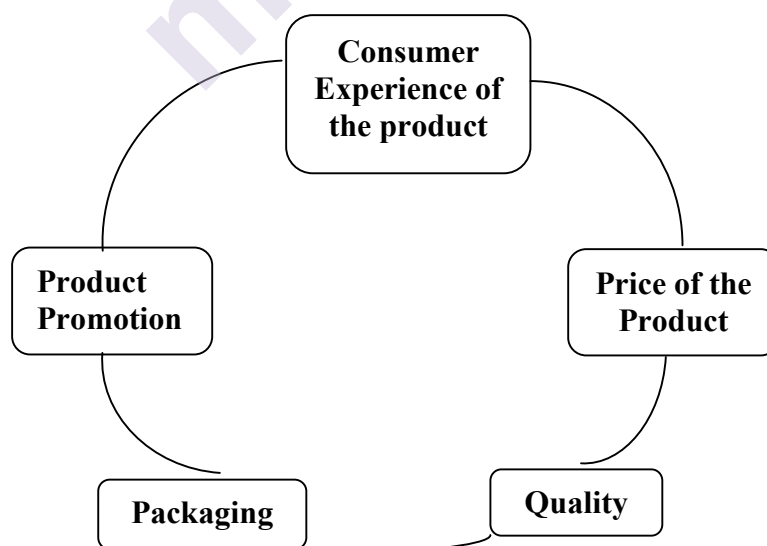 Consumer
Experience of
the product
Product
Promotion
Price of the
Product
Packaging
Quality